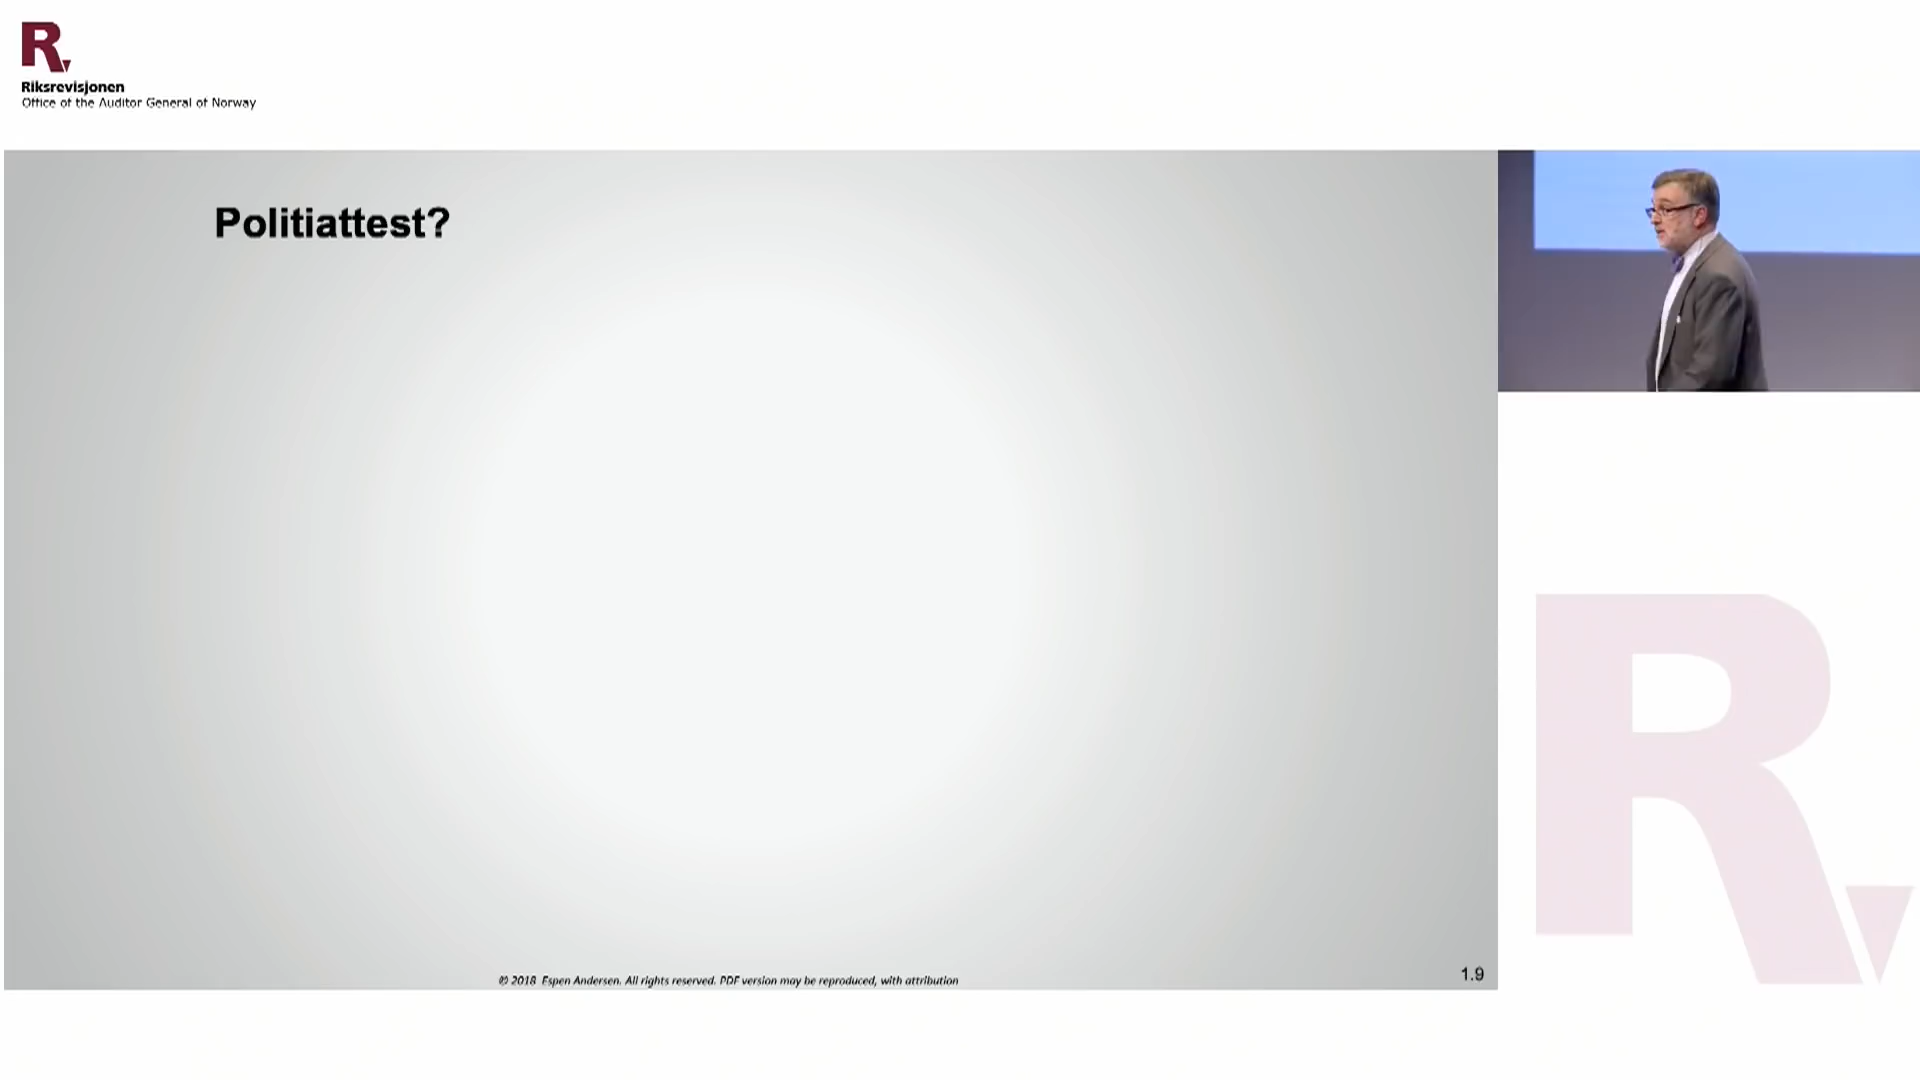 R
Riksrevisjonen
Office of the Auditor General of Norway
Politiattest?
© 2018 Espen Andersen. All rights reserved. PDF version may be reproduced, with attribution
1.9
R